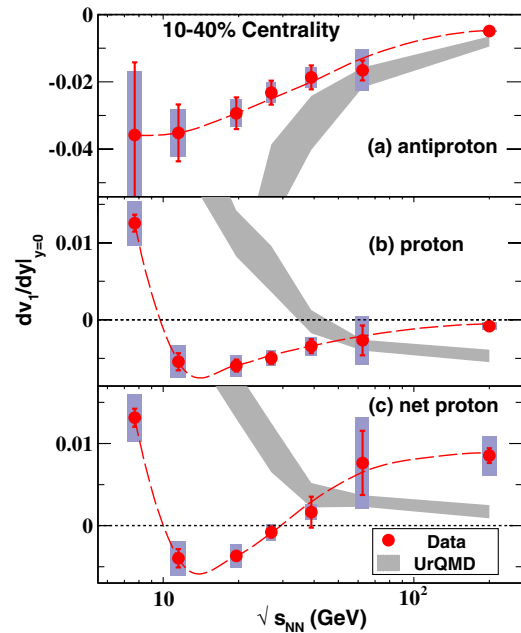 10-40% Centrality
0
-0.02
-0.04
(a) antiproton
0.01
0
(b) proton
dv₁/dy|y=0
0.01
0
(c) net proton
Data
UrQMD
10
10²
√ sNN (GeV)